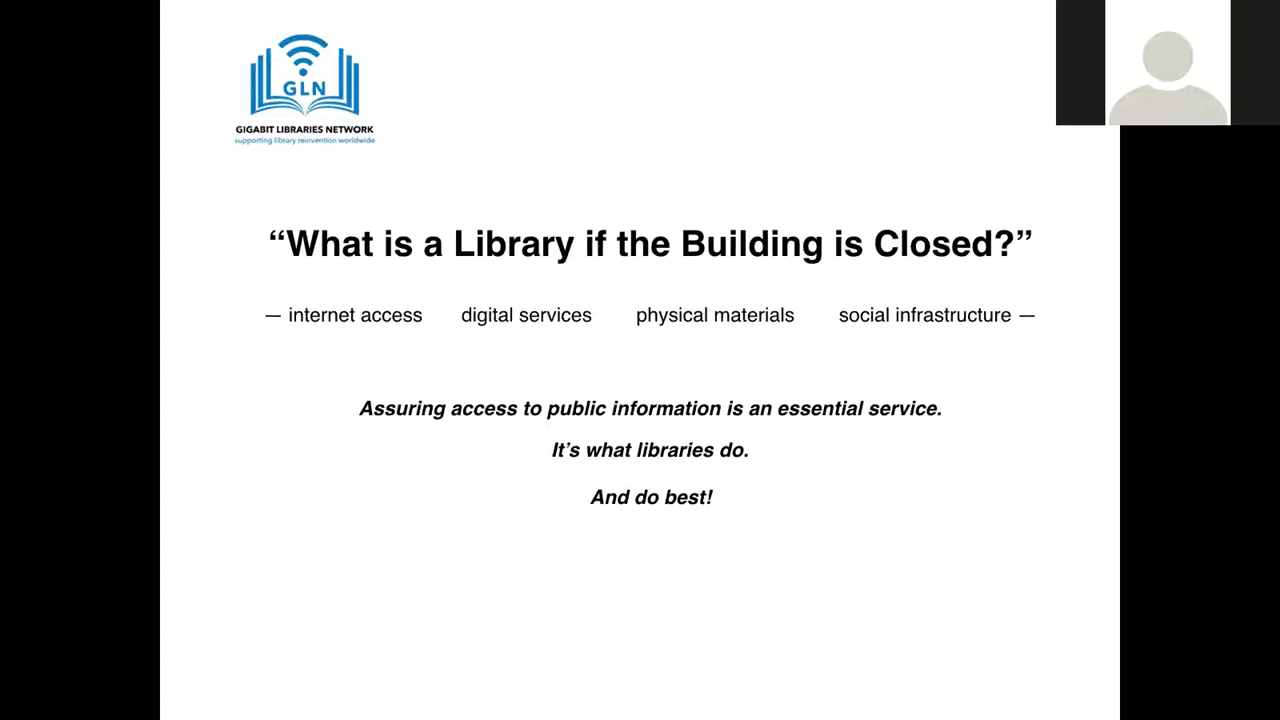 GLN
GIGABIT LIBRARIES NETWORK
supporting library reinvention worldwide
“What is a Library if the Building is Closed?”
— internet access digital services physical materials social infrastructure —
Assuring access to public information is an essential service.
It’s what libraries do.
And do best!